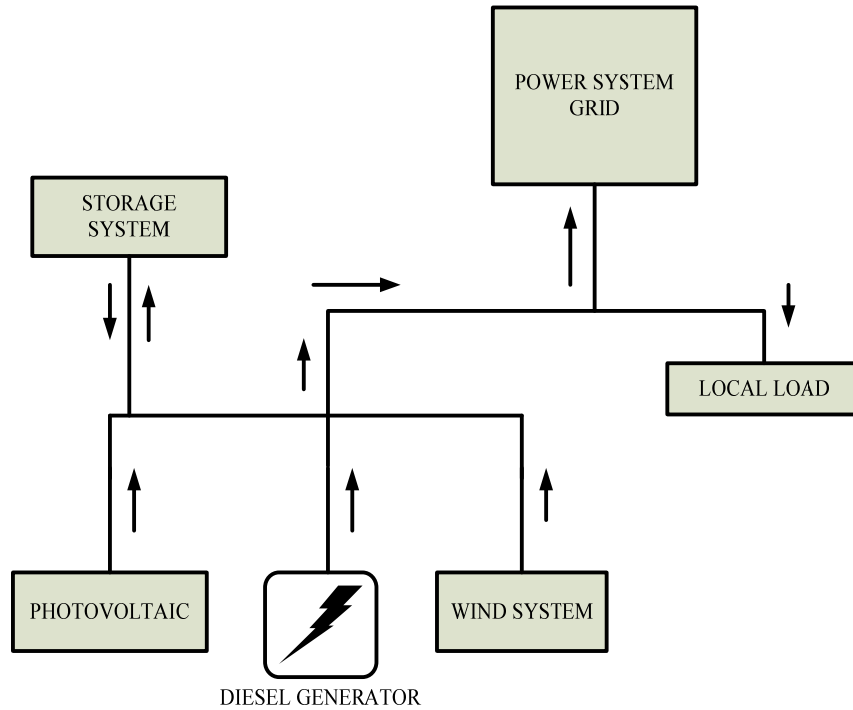 POWER SYSTEM
GRID
STORAGE
SYSTEM
LOCAL LOAD
PHOTOVOLTAIC
WIND SYSTEM
DIESEL GENERATOR